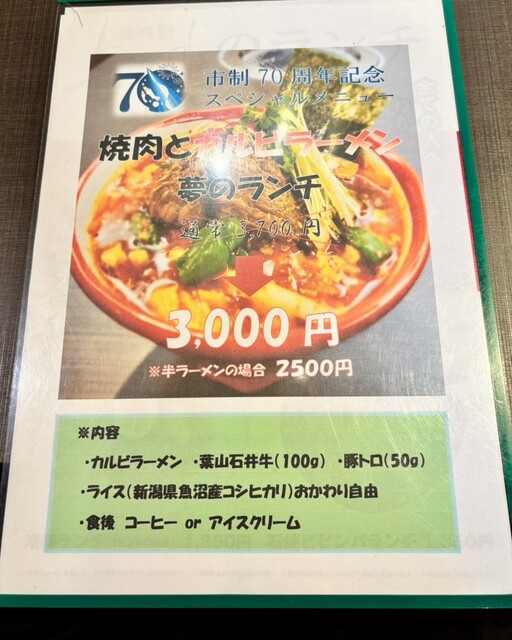 70 市制70周年記念
スペシャルメニュー
焼肉とカルビラーメン
夢のランチ
通常 3,700円
3,000円
※半ラーメンの場合 2500円
※内容
・カルビラーメン ・葉山石井牛(100g) ・豚トロ(50g)
・ライス(新潟県魚沼産コシヒカリ)おかわり自由
・食後 コーヒー or アイスクリーム